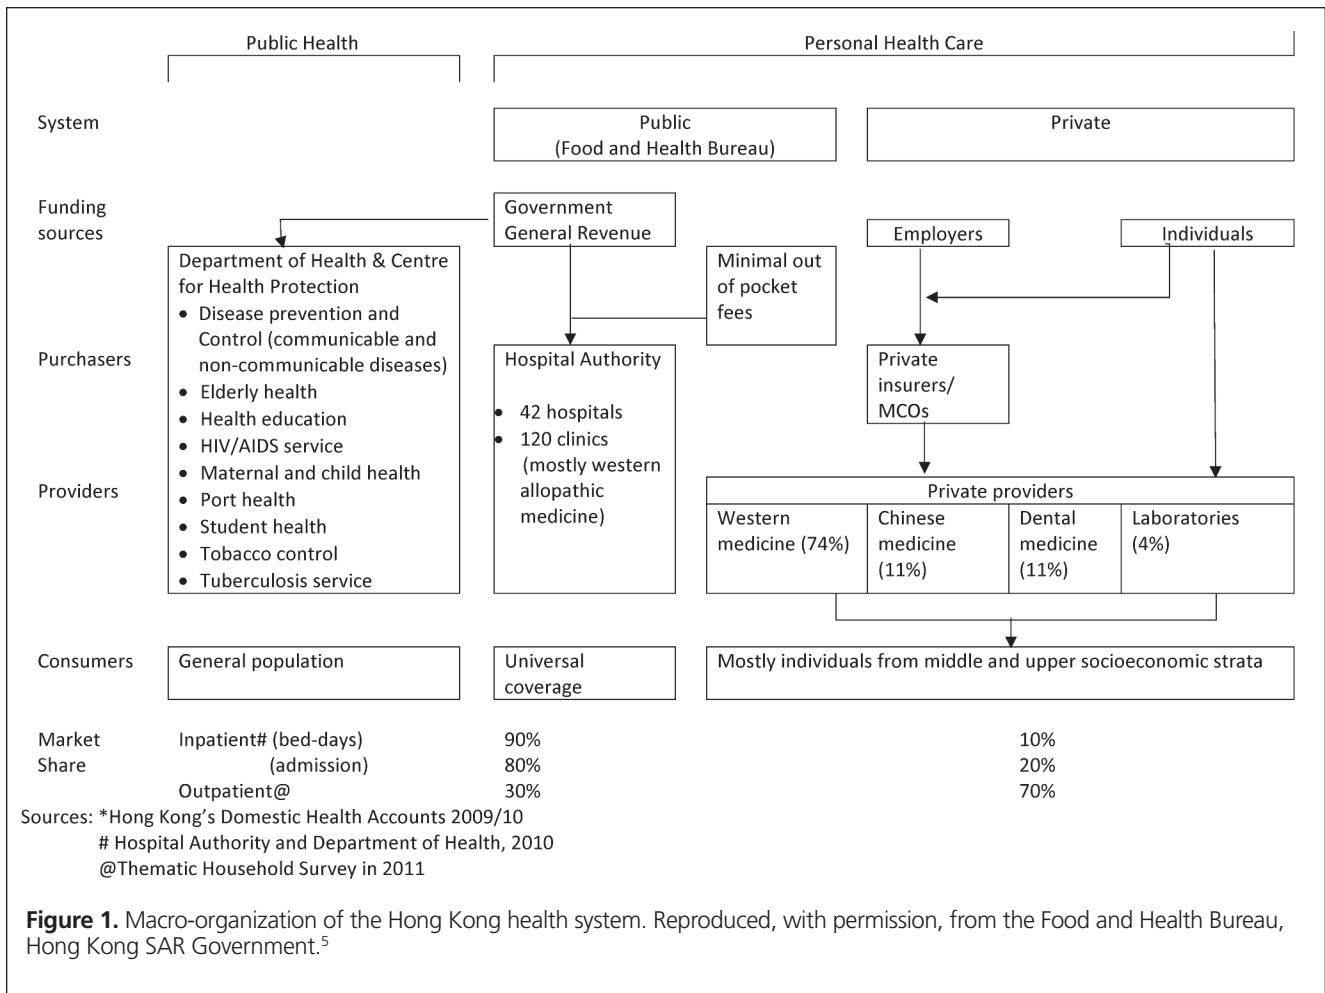 Public Health
Personal Health Care
System
Public
(Food and Health Bureau)
Private
Funding
sources
Government
General Revenue
Employers
Individuals
Department of Health & Centre
for Health Protection
• Disease prevention and
Control (communicable and
non-communicable diseases)
• Elderly health
• Health education
• HIV/AIDS service
• Maternal and child health
• Port health
• Student health
• Tobacco control
• Tuberculosis service
Minimal out
of pocket
fees
Purchasers
Hospital Authority
• 42 hospitals
• 120 clinics
(mostly western
allopathic
medicine)
Private
insurers/
MCOs
Providers
Private providers
Western
medicine (74%)
Chinese
medicine
(11%)
Dental
medicine
(11%)
Laboratories
(4%)
Consumers
General population
Universal
coverage
Mostly individuals from middle and upper socioeconomic strata
Market
Share
Inpatient# (bed-days)
90%
10%
(admission)
80%
20%
Outpatient@
30%
70%
Sources: *Hong Kong's Domestic Health Accounts 2009/10
# Hospital Authority and Department of Health, 2010
@Thematic Household Survey in 2011
Figure 1. Macro-organization of the Hong Kong health system. Reproduced, with permission, from the Food and Health Bureau,
Hong Kong SAR Government.5